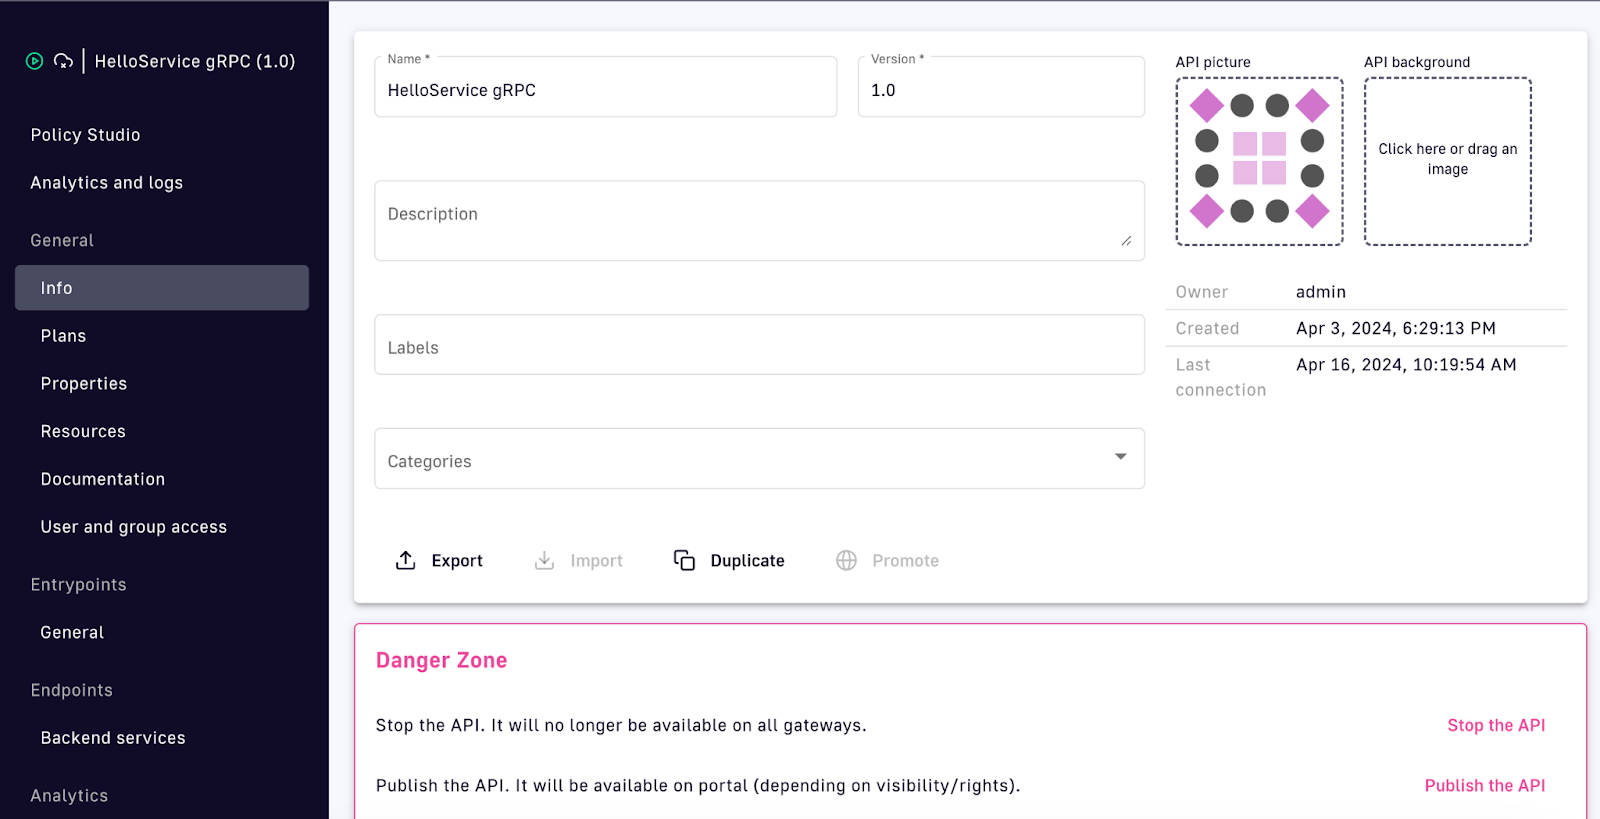 HelloService gRPC (1.0)
Policy Studio
Analytics and logs
General
Info
Plans
Properties
Resources
Documentation
User and group access
Entrypoints
General
Endpoints
Backend services
Analytics
Name *
HelloService gRPC
Version *
1.0
Description
Labels
Categories
Export
Import
Duplicate
Promote
API picture
API background
Click here or drag an
image
Owner admin
Created Apr 3, 2024, 6:29:13 PM
Last Apr 16, 2024, 10:19:54 AM
connection
Danger Zone
Stop the API. It will no longer be available on all gateways.
Stop the API
Publish the API. It will be available on portal (depending on visibility/rights).
Publish the API